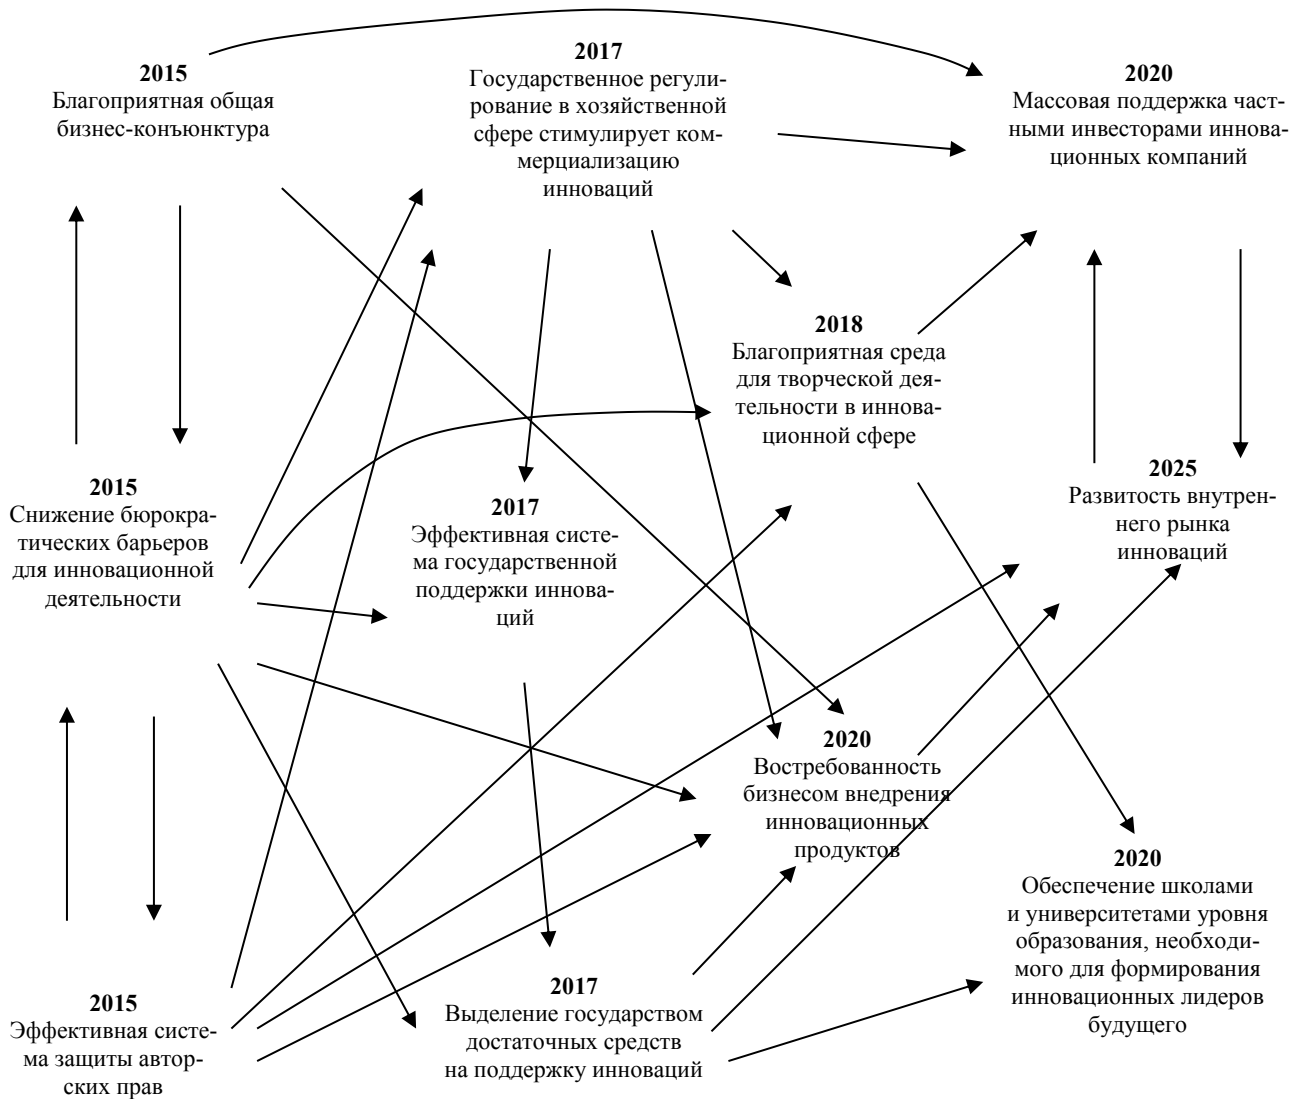 2015
Благоприятная общая
бизнес-конъюнктура
2017
Государственное регули-
рование в хозяйственной
сфере стимулирует ком-
мерциализацию
инноваций
2020
Массовая поддержка част-
ными инвесторами иннова-
ционных компаний
2018
Благоприятная среда
для творческой дея-
тельности в иннова-
ционной сфере
2015
Снижение бюрокра-
тических барьеров
для инновационной
деятельности
2017
Эффективная систе-
ма государственной
поддержки иннова-
ций
2025
Развитость внутрен-
него рынка
инноваций
2020
Востребованность
бизнесом внедрения
инновационных
продуктов
2020
Обеспечение школами
и университетами уровня
образования, необходи-
мого для формирования
инновационных лидеров
будущего
2015
Эффективная систе-
ма защиты автор-
ских прав
2017
Выделение государством
достаточных средств
на поддержку инноваций